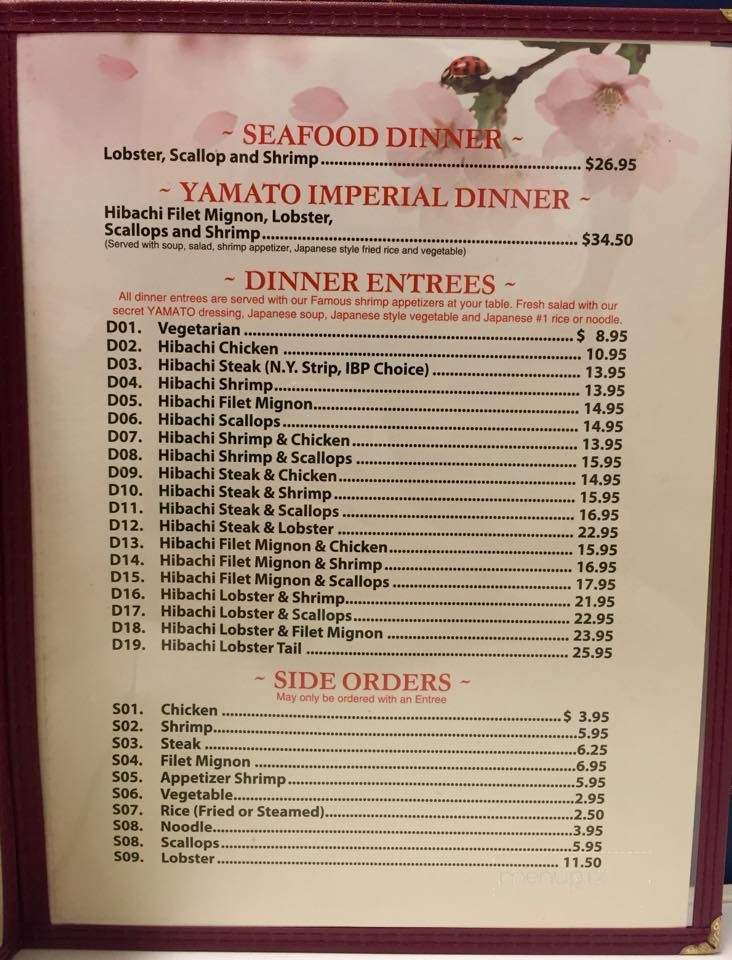 ~ SEAFOOD DINNER ~
Lobster, Scallop and Shrimp.......... $26.95
~ YAMATO IMPERIAL DINNER ~
Hibachi Filet Mignon, Lobster,
Scallops and Shrimp.......... $34.50
(Served with soup, salad, shrimp appetizer, Japanese style fried rice and vegetable)
~ DINNER ENTREES ~
All dinner entrees are served with our Famous shrimp appetizers at your table. Fresh salad with our
secret YAMATO dressing, Japanese soup, Japanese style vegetable and Japanese #1 rice or noodle.
D01. Vegetarian .......... $ 8.95
D02. Hibachi Chicken .......... 10.95
D03. Hibachi Steak (N.Y. Strip, IBP Choice) .......... 13.95
D04. Hibachi Shrimp.......... 13.95
D05. Hibachi Filet Mignon.......... 14.95
D06. Hibachi Scallops.......... 14.95
D07. Hibachi Shrimp & Chicken.......... 13.95
D08. Hibachi Shrimp & Scallops .......... 15.95
D09. Hibachi Steak & Chicken.......... 14.95
D10. Hibachi Steak & Shrimp.......... 15.95
D11. Hibachi Steak & Scallops .......... 16.95
D12. Hibachi Steak & Lobster .......... 22.95
D13. Hibachi Filet Mignon & Chicken.......... 15.95
D14. Hibachi Filet Mignon & Shrimp.......... 16.95
D15. Hibachi Filet Mignon & Scallops .......... 17.95
D16. Hibachi Lobster & Shrimp.......... 21.95
D17. Hibachi Lobster & Scallops.......... 22.95
D18. Hibachi Lobster & Filet Mignon .......... 23.95
D19. Hibachi Lobster Tail .......... 25.95
~ SIDE ORDERS ~
May only be ordered with an Entree
S01. Chicken ..........$ 3.95
S02. Shrimp..........5.95
S03. Steak ..........6.25
S04. Filet Mignon ..........6.95
S05. Appetizer Shrimp..........5.95
S06. Vegetable..........2.95
S07. Rice (Fried or Steamed)..........2.50
S08. Noodle..........3.95
S08. Scallops..........5.95
S09. Lobster.......... 11.50